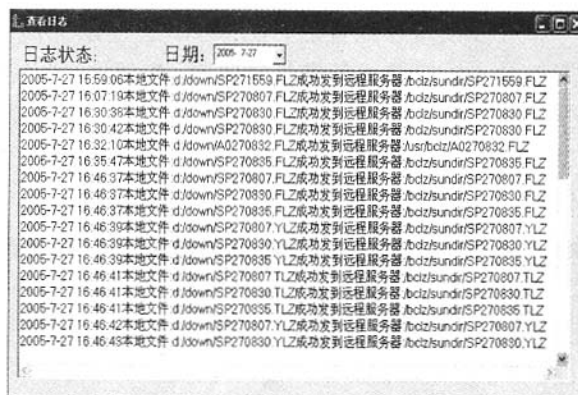 查看日志
日志状态: 日期: 2005- 7-27
2005-7-27 15:59:06本地文件 d:/down/SP271559.FLZ成功发到远程服务器:/bclz/sundir/SP271559.FLZ
2005-7-27 16:07:19本地文件 d:/down/SP270807.FLZ成功发到远程服务器:/bclz/sundir/SP270807.FLZ
2005-7-27 16:30:38本地文件 d:/down/SP270830.FLZ成功发到远程服务器:/bclz/sundir/SP270830.FLZ
2005-7-27 16:30:42本地文件 d:/down/SP270830.FLZ成功发到远程服务器:/bclz/sundir/SP270830.FLZ
2005-7-27 16:32:10本地文件 d:/down/A0270832.FLZ成功发到远程服务器:/usr/bclz/A0270832.FLZ
2005-7-27 16:35:47本地文件 d:/down/SP270835.FLZ成功发到远程服务器:/bclz/sundir/SP270835.FLZ
2005-7-27 16:46:37本地文件 d:/down/SP270807.FLZ成功发到远程服务器:/bclz/sundir/SP270807.FLZ
2005-7-27 16:46:37本地文件 d:/down/SP270830.FLZ成功发到远程服务器:/bclz/sundir/SP270830.FLZ
2005-7-27 16:46:37本地文件 d:/down/SP270835.FLZ成功发到远程服务器:/bclz/sundir/SP270835.FLZ
2005-7-27 16:46:39本地文件 d:/down/SP270807.YLZ成功发到远程服务器:/bclz/sundir/SP270807.YLZ
2005-7-27 16:46:39本地文件 d:/down/SP270830.YLZ成功发到远程服务器:/bclz/sundir/SP270830.YLZ
2005-7-27 16:46:39本地文件 d:/down/SP270835.YLZ成功发到远程服务器:/bclz/sundir/SP270835.YLZ
2005-7-27 16:46:41本地文件 d:/down/SP270807.TLZ成功发到远程服务器:/bclz/sundir/SP270807.TLZ
2005-7-27 16:46:41本地文件 d:/down/SP270830.TLZ成功发到远程服务器:/bclz/sundir/SP270830.TLZ
2005-7-27 16:46:41本地文件 d:/down/SP270835.TLZ成功发到远程服务器:/bclz/sundir/SP270835.TLZ
2005-7-27 16:46:42本地文件 d:/down/SP270807.YLZ成功发到远程服务器:/bclz/sundir/SP270807.YLZ
2005-7-27 16:46:43本地文件 d:/down/SP270830.YLZ成功发到远程服务器:/bclz/sundir/SP270830.YLZ